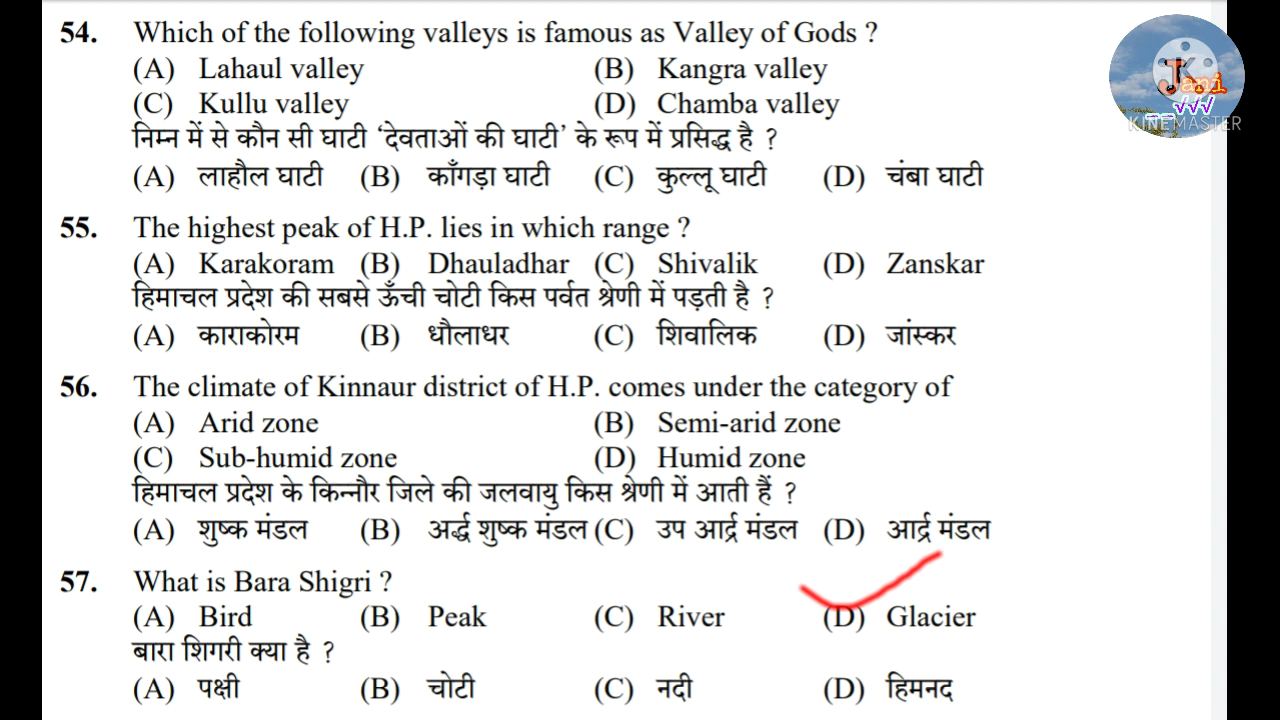 54. Which of the following valleys is famous as Valley of Gods ?
(A) Lahaul valley (B) Kangra valley
(C) Kullu valley (D) Chamba valley
निम्न में से कौन सी घाटी ‘देवताओं की घाटी’ के रूप में प्रसिद्ध है ?
(A) लाहौल घाटी (B) काँगड़ा घाटी (C) कुल्लू घाटी (D) चंबा घाटी
55. The highest peak of H.P. lies in which range ?
(A) Karakoram (B) Dhauladhar (C) Shivalik (D) Zanskar
हिमाचल प्रदेश की सबसे ऊँची चोटी किस पर्वत श्रेणी में पड़ती है ?
(A) काराकोरम (B) धौलाधर (C) शिवालिक (D) जांस्कर
56. The climate of Kinnaur district of H.P. comes under the category of
(A) Arid zone (B) Semi-arid zone
(C) Sub-humid zone (D) Humid zone
हिमाचल प्रदेश के किन्नौर जिले की जलवायु किस श्रेणी में आती हैं ?
(A) शुष्क मंडल (B) अर्द्ध शुष्क मंडल (C) उप आर्द्र मंडल (D) आर्द्र मंडल
57. What is Bara Shigri ?
(A) Bird (B) Peak (C) River (D) Glacier
बारा शिगरी क्या है ?
(A) पक्षी (B) चोटी (C) नदी (D) हिमनद
Jani
KINEMASTER